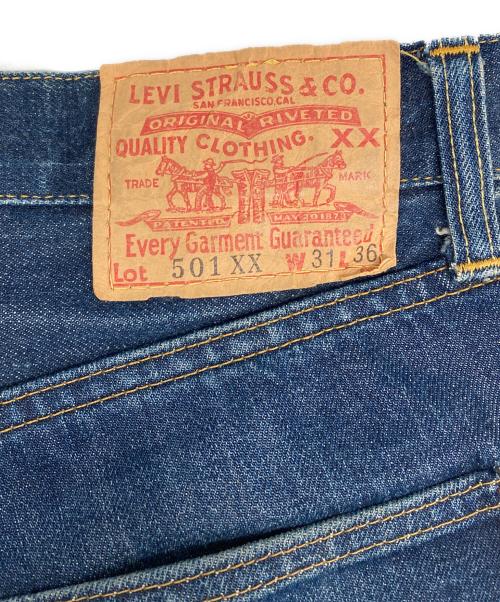 LEVI STRAUSS & CO.
SAN FRANCISCO, CAL
ORIGINAL RIVETED
QUALITY CLOTHING. XX
TRADE MARK
PATENTED MAY 20 1873
Every Garment Guaranteed
Lot 501 XX W 31 L 36